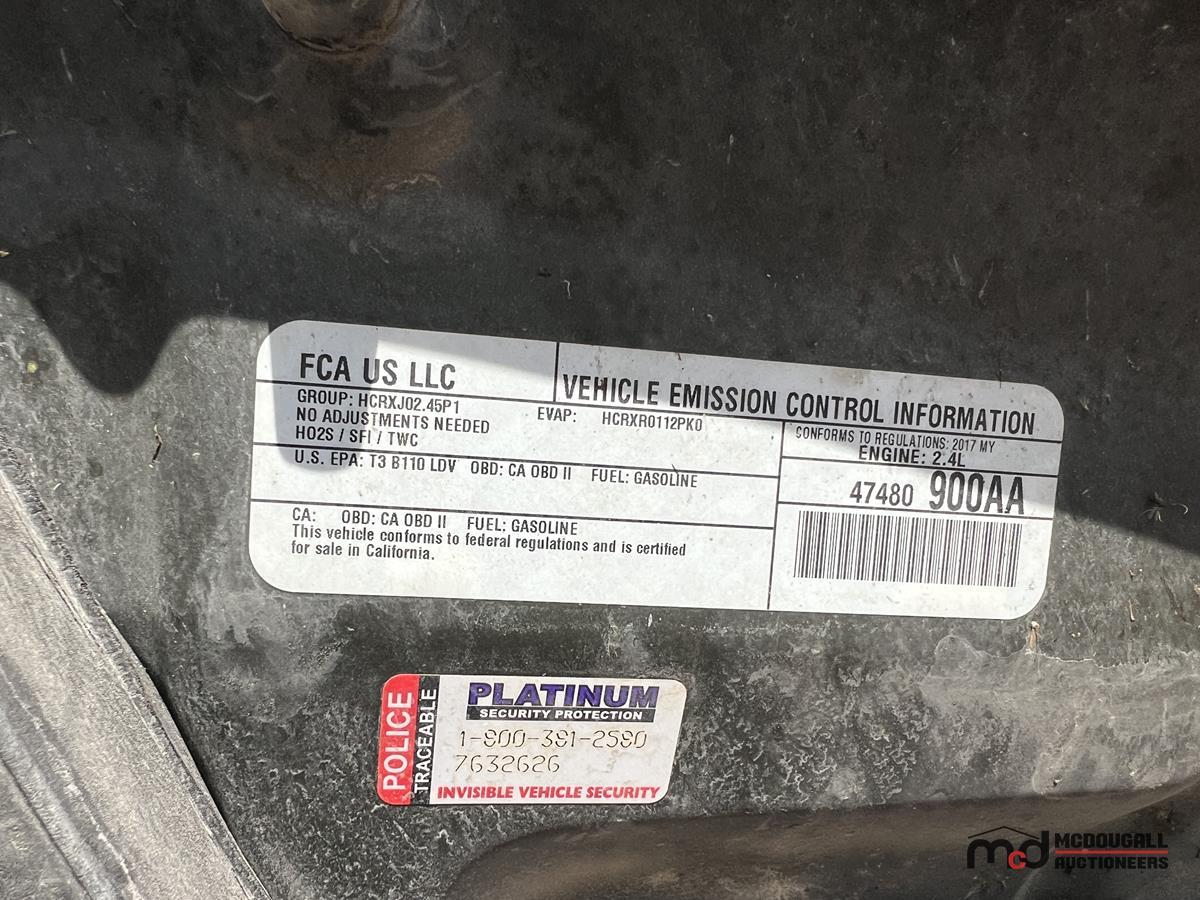 FCA US LLC
VEHICLE EMISSION CONTROL INFORMATION
GROUP: HCRXJ02.45P1
EVAP: HCRXR0112PK0
NO ADJUSTMENTS NEEDED
HO2S / SFI / TWC
CONFORMS TO REGULATIONS: 2017 MY
ENGINE: 2.4L
U.S. EPA: T3 B110 LDV OBD: CA OBD II FUEL: GASOLINE
47480 900AA
CA: OBD: CA OBD II FUEL: GASOLINE
This vehicle conforms to federal regulations and is certified
for sale in California.
POLICE
TRACEABLE
PLATINUM
SECURITY PROTECTION
1-800-381-2580
7632626
INVISIBLE VEHICLE SECURITY
mcd MCDOUGALL
AUCTIONEERS